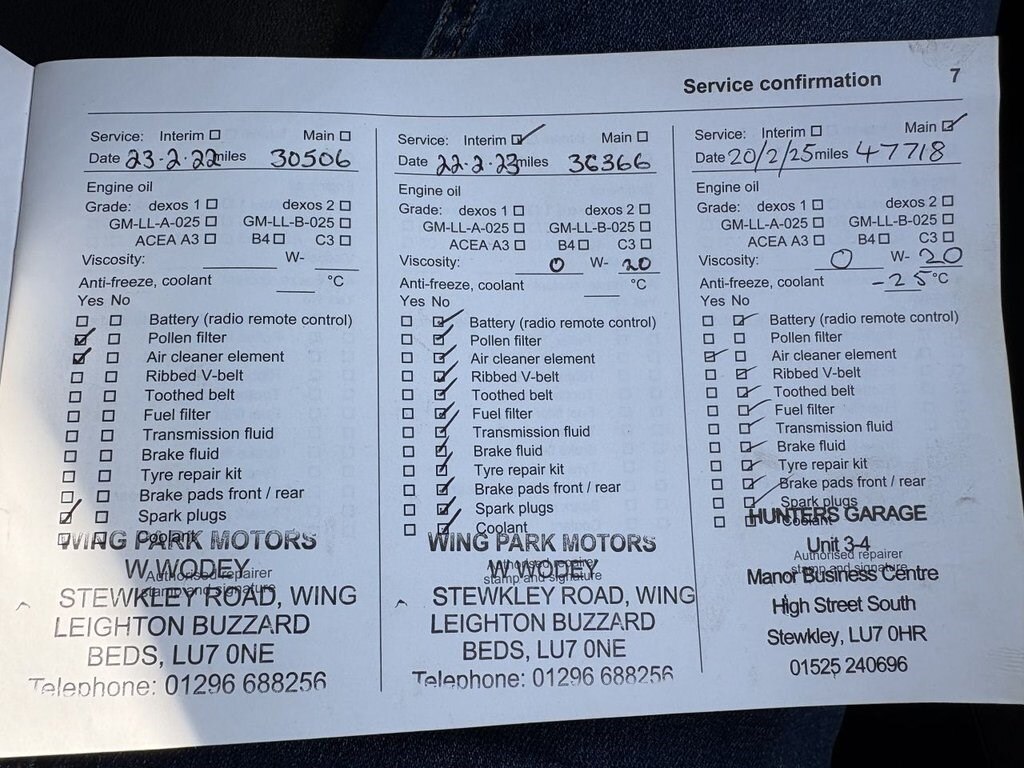 Service confirmation 7
Service: Interim Main
Date 23-2-22 miles 30506
Engine oil
Grade: dexos 1 dexos 2
GM-LL-A-025 GM-LL-B-025
ACEA A3 B4 C3
Viscosity: W-
Anti-freeze, coolant °C
Yes No
Battery (radio remote control)
Pollen filter
Air cleaner element
Ribbed V-belt
Toothed belt
Fuel filter
Transmission fluid
Brake fluid
Tyre repair kit
Brake pads front / rear
Spark plugs
Coolant
WING PARK MOTORS
W WODEY
Authorised repairer
stamp and signature
STEWKLEY ROAD, WING
LEIGHTON BUZZARD
BEDS, LU7 0NE
Telephone: 01296 688256
Service: Interim Main
Date 22-2-23 miles 36366
Engine oil
Grade: dexos 1 dexos 2
GM-LL-A-025 GM-LL-B-025
ACEA A3 B4 C3
Viscosity: 0 W- 20
Anti-freeze, coolant °C
Yes No
Battery (radio remote control)
Pollen filter
Air cleaner element
Ribbed V-belt
Toothed belt
Fuel filter
Transmission fluid
Brake fluid
Tyre repair kit
Brake pads front / rear
Spark plugs
Coolant
WING PARK MOTORS
W WODEY
Authorised repairer
stamp and signature
STEWKLEY ROAD, WING
LEIGHTON BUZZARD
BEDS, LU7 0NE
Telephone: 01296 688256
Service: Interim Main
Date 20/2/25 miles 47718
Engine oil
Grade: dexos 1 dexos 2
GM-LL-A-025 GM-LL-B-025
ACEA A3 B4 C3
Viscosity: 0 W- 20
Anti-freeze, coolant -25 °C
Yes No
Battery (radio remote control)
Pollen filter
Air cleaner element
Ribbed V-belt
Toothed belt
Fuel filter
Transmission fluid
Brake fluid
Tyre repair kit
Brake pads front / rear
Spark plugs
Coolant
HUNTERS GARAGE
Unit 3-4
Authorised repairer
stamp and signature
Manor Business Centre
High Street South
Stewkley, LU7 0HR
01525 240696